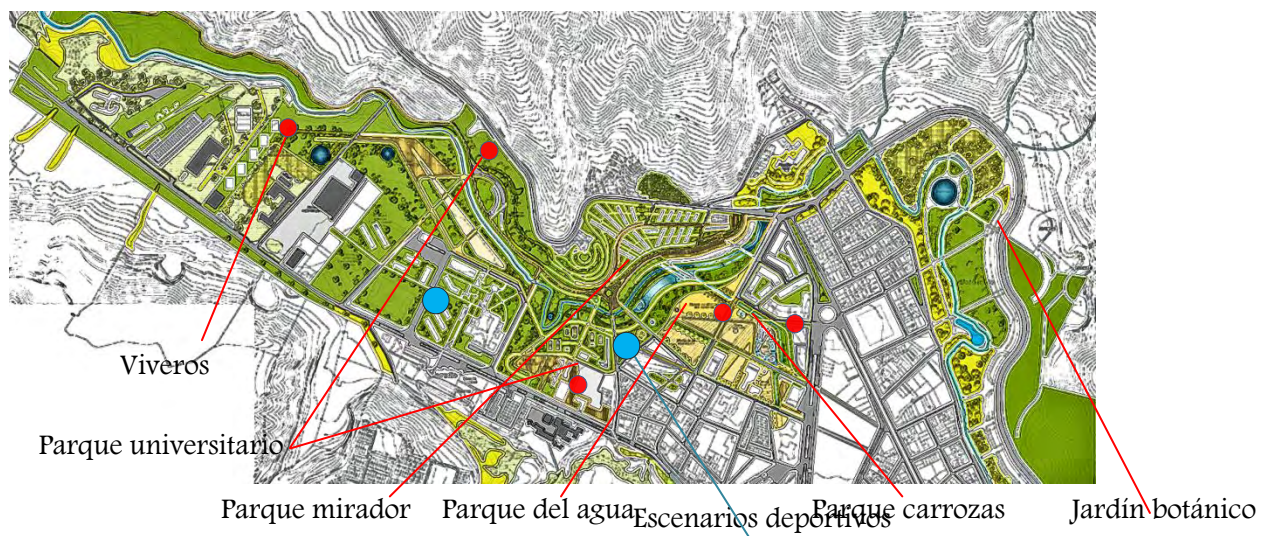 Viveros
Parque universitario
Parque mirador
Parque del agua
Escenarios deportivos
Parque carrozas
Jardín botánico